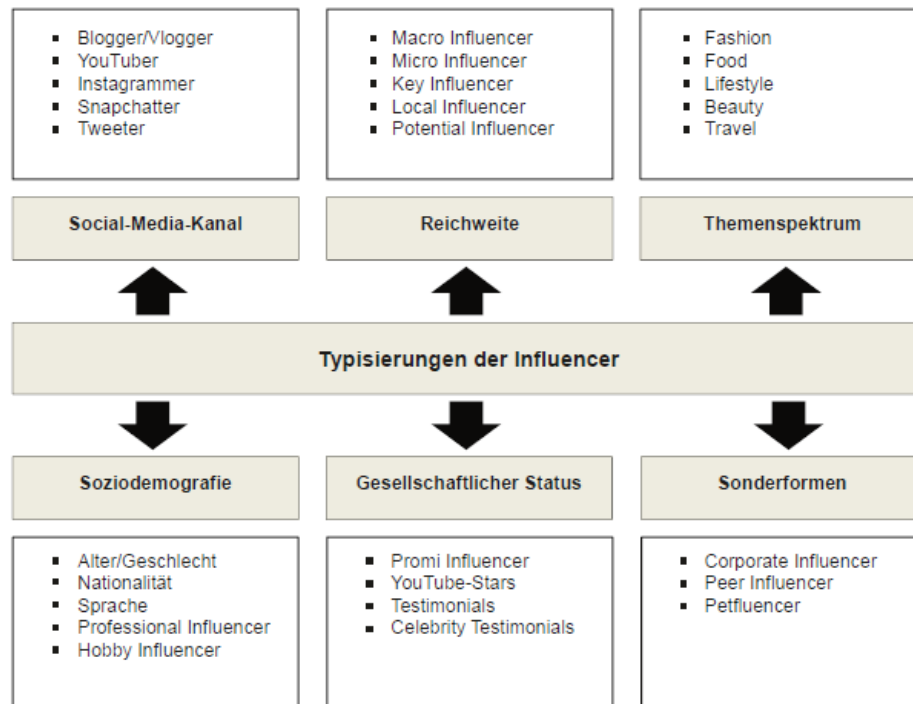 Blogger/Vlogger
YouTuber
Instagrammer
Snapchatter
Tweeter
Macro Influencer
Micro Influencer
Key Influencer
Local Influencer
Potential Influencer
Fashion
Food
Lifestyle
Beauty
Travel
Social-Media-Kanal
Reichweite
Themenspektrum
Typisierungen der Influencer
Soziodemografie
Gesellschaftlicher Status
Sonderformen
Alter/Geschlecht
Nationalität
Sprache
Professional Influencer
Hobby Influencer
Promi Influencer
YouTube-Stars
Testimonials
Celebrity Testimonials
Corporate Influencer
Peer Influencer
Petfluencer